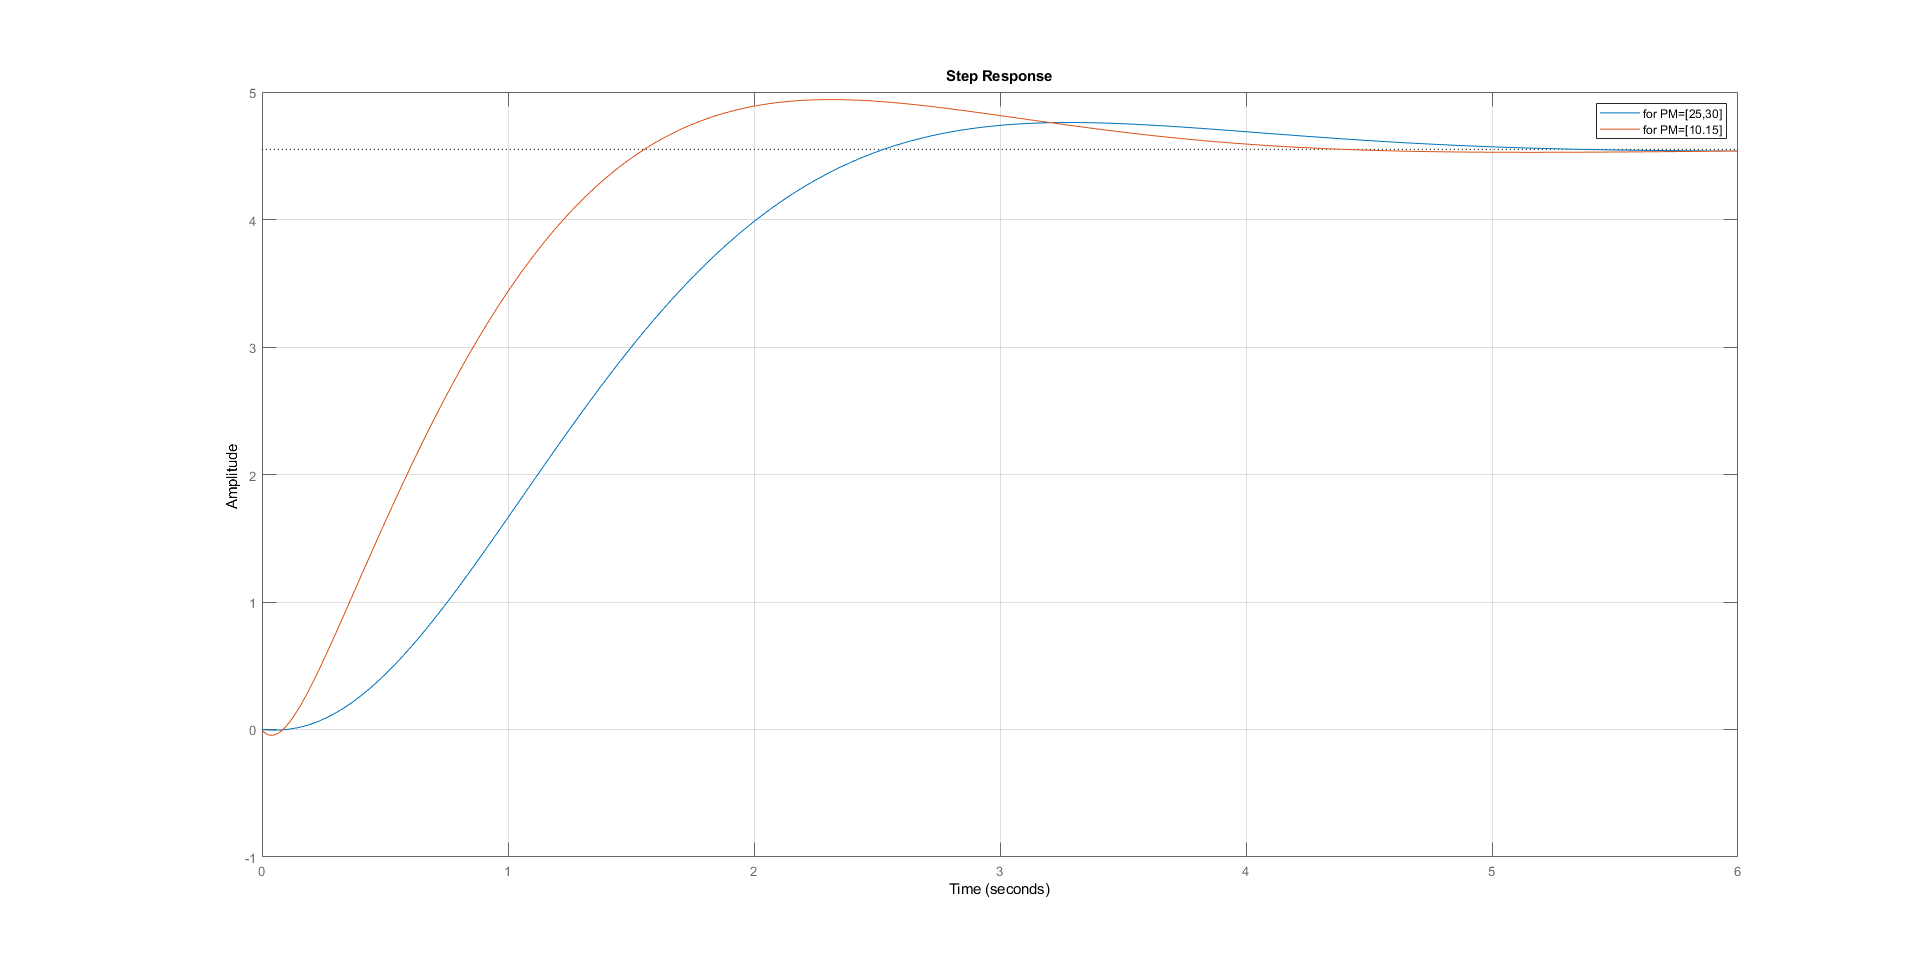 Step Response
for PM=[25,30]
for PM=[10.15]
Amplitude
5
4
3
2
1
0
-1
0 1 2 3 4 5 6
Time (seconds)